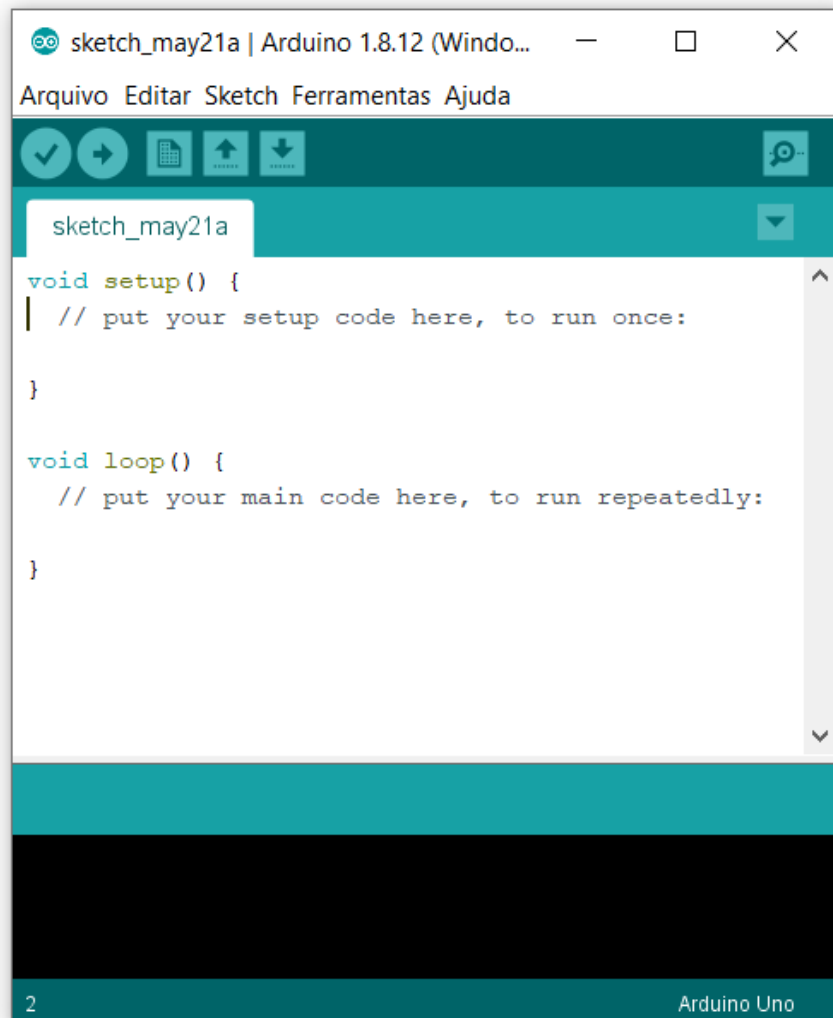 sketch_may21a | Arduino 1.8.12 (Windo...
Arquivo Editar Sketch Ferramentas Ajuda
sketch_may21a
void setup() {
  // put your setup code here, to run once:
}
void loop() {
  // put your main code here, to run repeatedly:
}
2 Arduino Uno